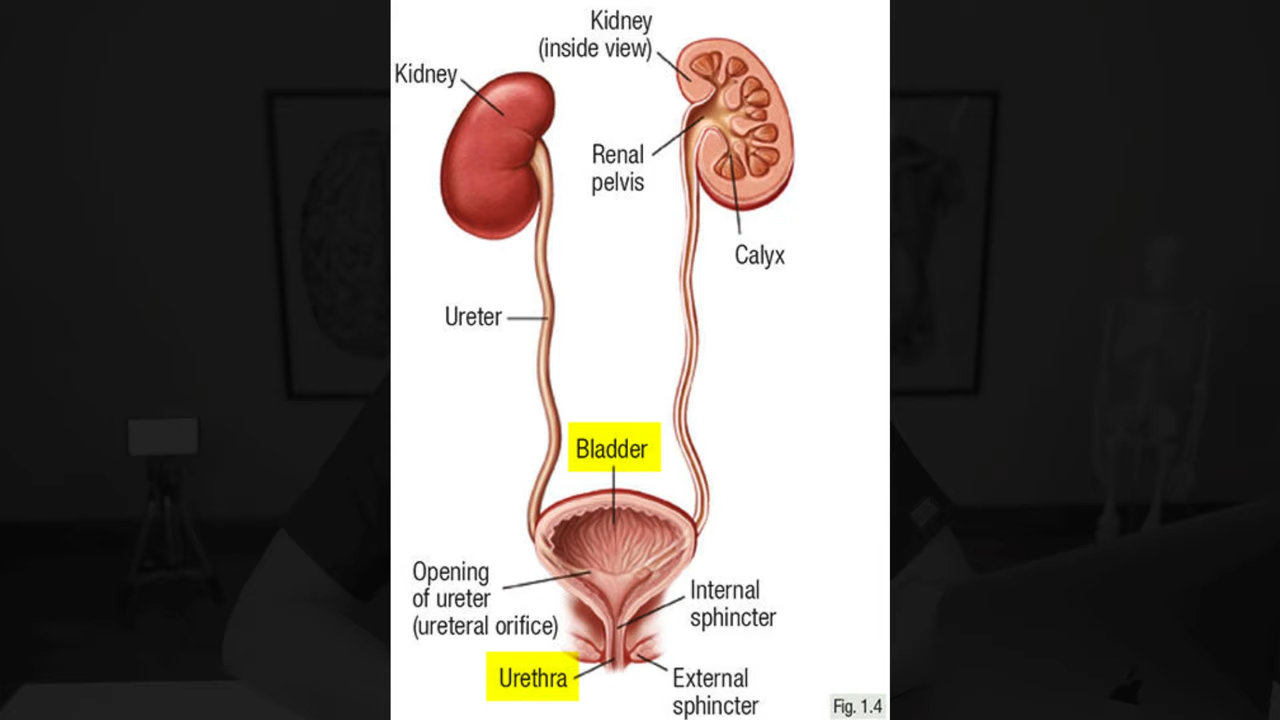 Kidney
(inside view)
Kidney
Renal
pelvis
Calyx
Ureter
Bladder
Opening
of ureter
(ureteral orifice)
Internal
sphincter
Urethra
External
sphincter
Fig. 1.4